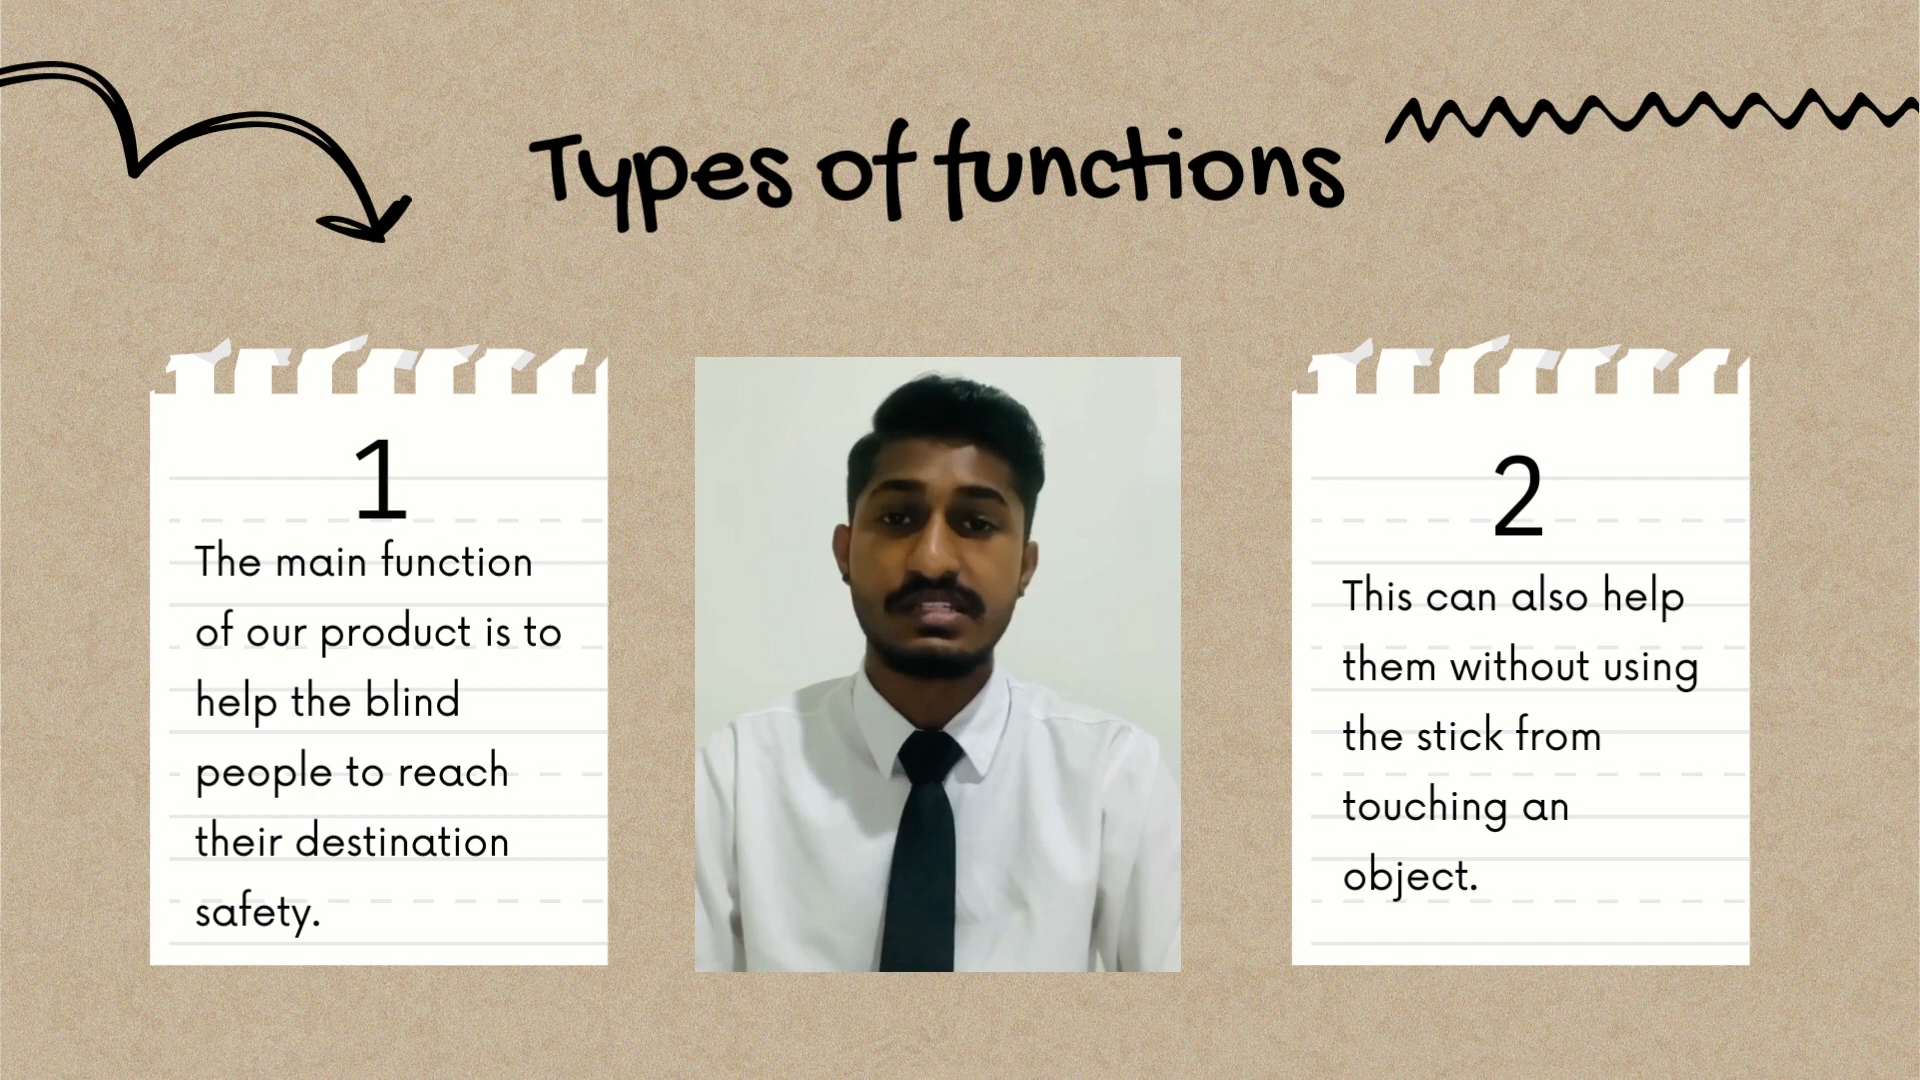 Types of functions
1
The main function
of our product is to
help the blind
people to reach
their destination
safety.
2
This can also help
them without using
the stick from
touching an
object.